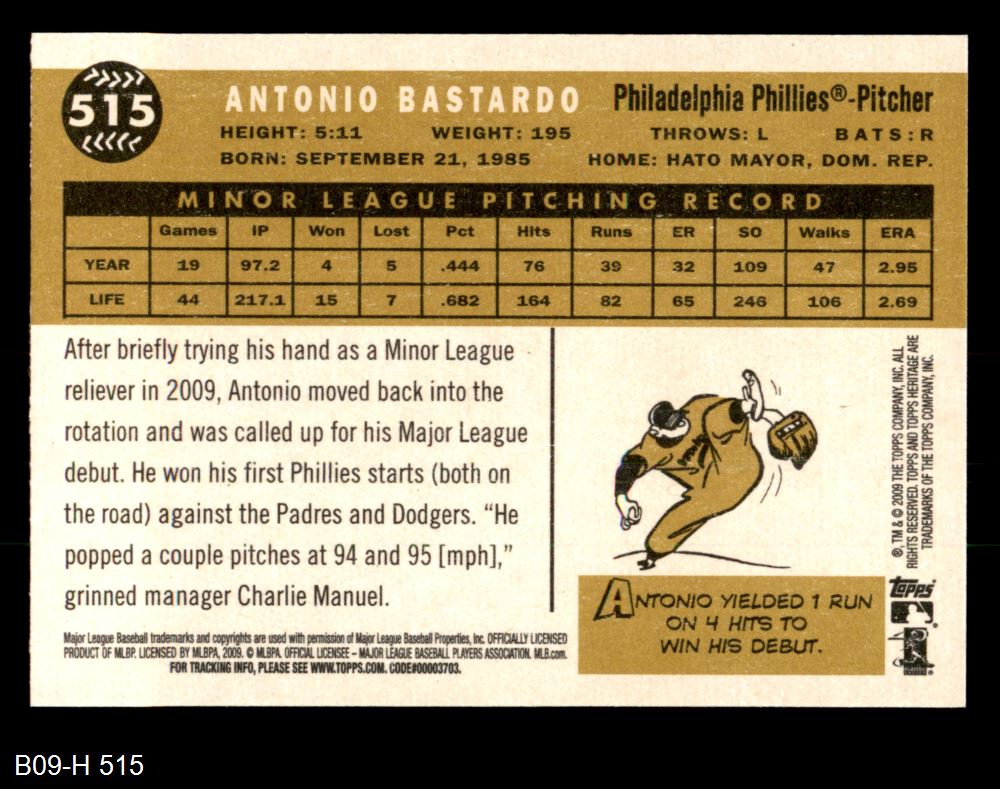 515
ANTONIO BASTARDO Philadelphia Phillies®-Pitcher
HEIGHT: 5:11 WEIGHT: 195 THROWS: L BATS: R
BORN: SEPTEMBER 21, 1985 HOME: HATO MAYOR, DOM. REP.
MINOR LEAGUE PITCHING RECORD
Games IP Won Lost Pct Hits Runs ER SO Walks ERA
YEAR 19 97.2 4 5 .444 76 39 32 109 47 2.95
LIFE 44 217.1 15 7 .682 164 82 65 246 106 2.69
After briefly trying his hand as a Minor League
reliever in 2009, Antonio moved back into the
rotation and was called up for his Major League
debut. He won his first Phillies starts (both on
the road) against the Padres and Dodgers. “He
popped a couple pitches at 94 and 95 [mph],”
grinned manager Charlie Manuel.
Major League Baseball trademarks and copyrights are used with permission of Major League Baseball Properties, Inc. OFFICIALLY LICENSED
PRODUCT OF MLBP. LICENSED BY MLBPA, 2009. © MLBPA. OFFICIAL LICENSEE – MAJOR LEAGUE BASEBALL PLAYERS ASSOCIATION. MLB.com.
FOR TRACKING INFO, PLEASE SEE WWW.TOPPS.COM. CODE#00003703.
ANTONIO YIELDED 1 RUN
ON 4 HITS TO
WIN HIS DEBUT.
®, TM & © 2009 THE TOPPS COMPANY, INC. ALL
RIGHTS RESERVED. TOPPS AND TOPPS HERITAGE ARE
TRADEMARKS OF THE TOPPS COMPANY, INC.
Topps
B09-H 515